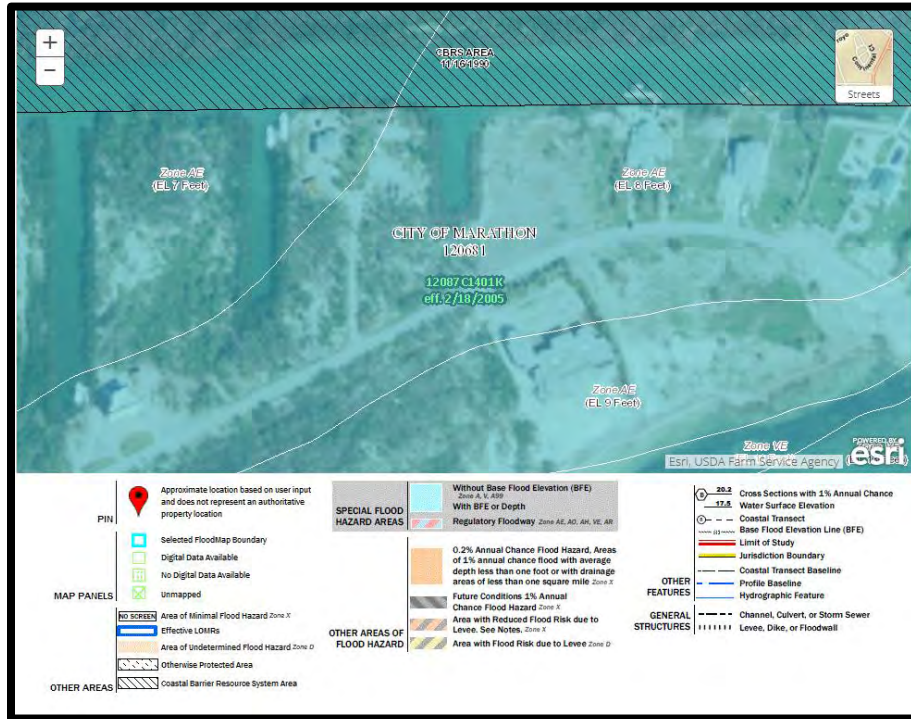 CBRS AREA
11/16/1990
Streets
Zone AE
(EL 7 Feet)
Zone AE
(EL 8 Feet)
CITY OF MARATHON
120681
12087C1401K
eff. 2/18/2005
Zone AE
(EL 9 Feet)
Zone VE
POWERED BY
esri
Esri, USDA Farm Service Agency
PIN
Approximate location based on user input
and does not represent an authoritative
property location
MAP PANELS
Selected FloodMap Boundary
Digital Data Available
No Digital Data Available
Unmapped
OTHER AREAS
NO SCREEN Area of Minimal Flood Hazard Zone X
Effective LOMRs
Area of Undetermined Flood Hazard Zone D
Otherwise Protected Area
Coastal Barrier Resource System Area
SPECIAL FLOOD
HAZARD AREAS
Without Base Flood Elevation (BFE)
Zone A, V, A99
With BFE or Depth
Regulatory Floodway Zone AE, AO, AH, VE, AR
OTHER AREAS OF
FLOOD HAZARD
0.2% Annual Chance Flood Hazard, Areas
of 1% annual chance flood with average
depth less than one foot or with drainage
areas of less than one square mile Zone X
Future Conditions 1% Annual
Chance Flood Hazard Zone X
Area with Reduced Flood Risk due to
Levee. See Notes. Zone X
Area with Flood Risk due to Levee Zone D
OTHER
FEATURES
20.2 Cross Sections with 1% Annual Chance
17.5 Water Surface Elevation
Coastal Transect
Base Flood Elevation Line (BFE)
Limit of Study
Jurisdiction Boundary
Coastal Transect Baseline
Profile Baseline
Hydrographic Feature
GENERAL
STRUCTURES
Channel, Culvert, or Storm Sewer
Levee, Dike, or Floodwall